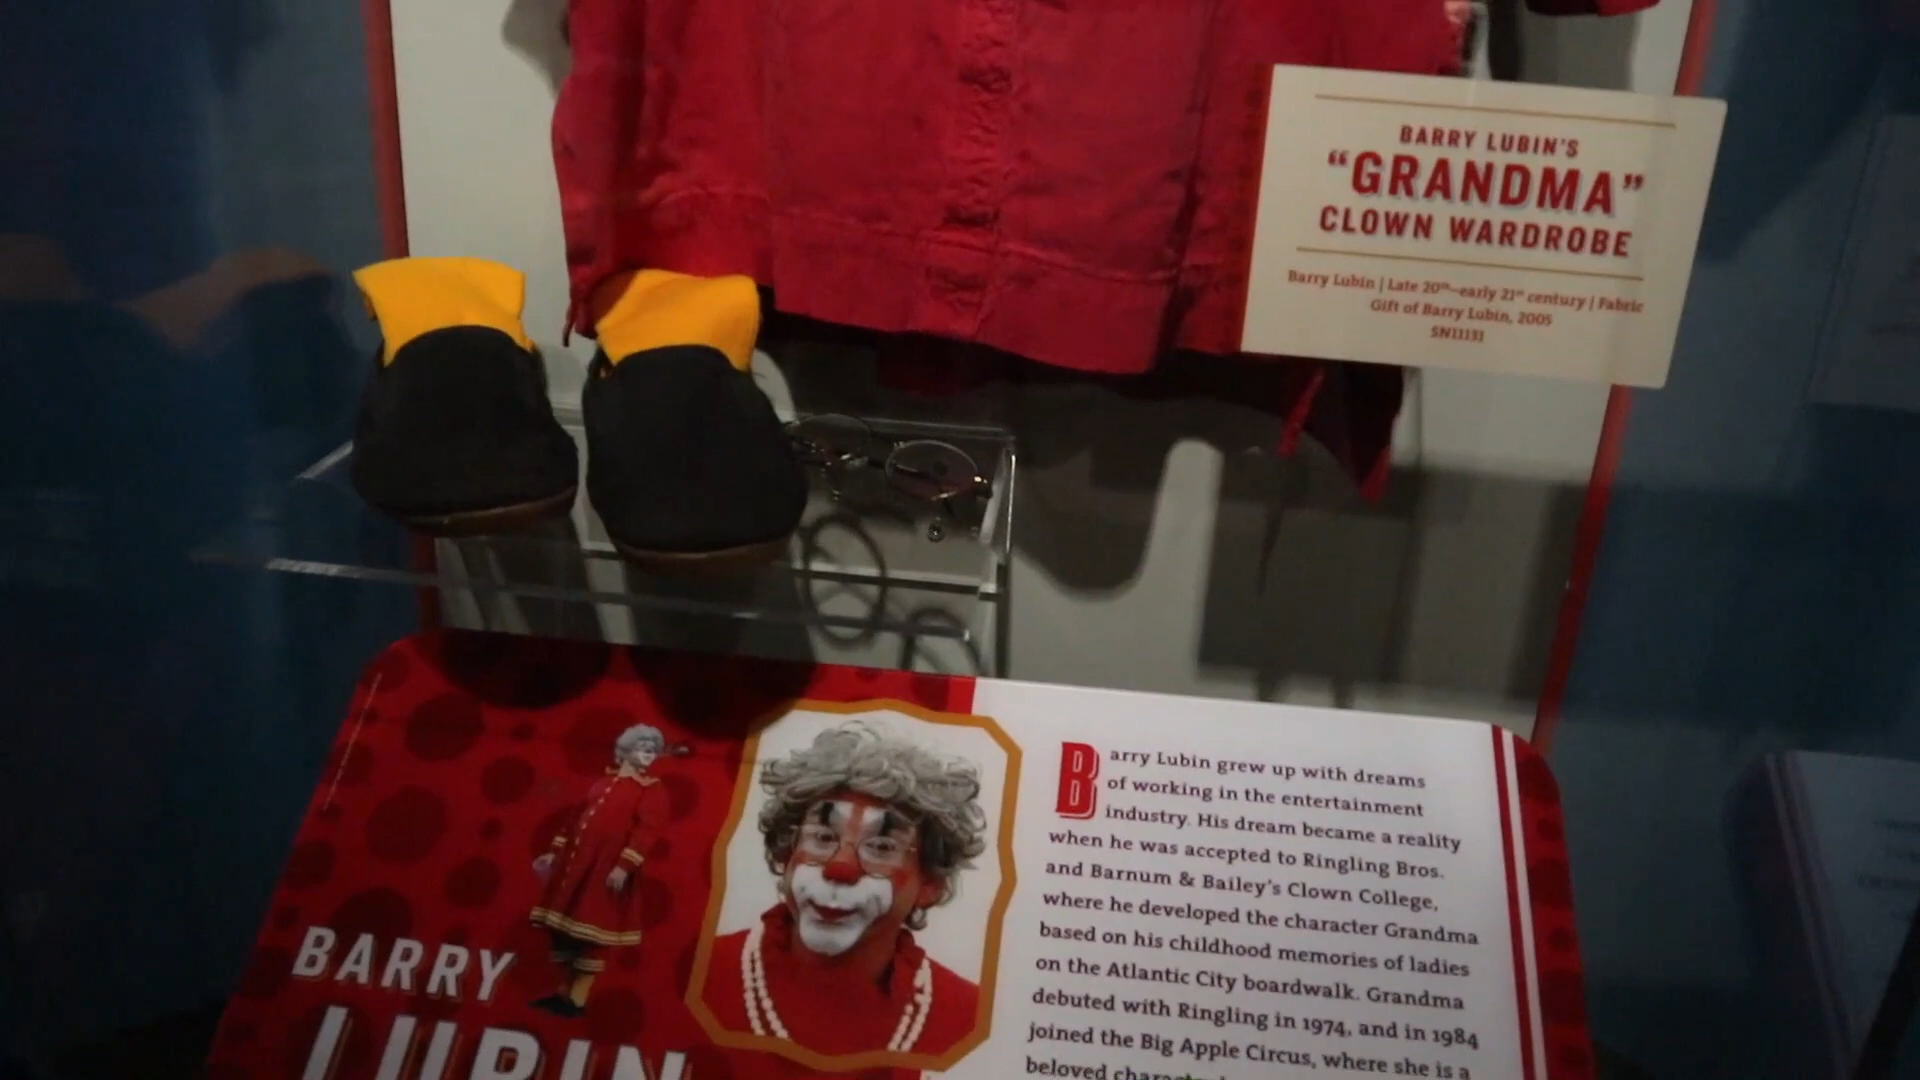 BARRY LUBIN'S
“GRANDMA”
CLOWN WARDROBE
Barry Lubin | Late 20th–early 21st century | Fabric
Gift of Barry Lubin, 2005
SN11131
BARRY
LUBIN
Barry Lubin grew up with dreams
of working in the entertainment
industry. His dream became a reality
when he was accepted to Ringling Bros.
and Barnum & Bailey's Clown College,
where he developed the character Grandma
based on his childhood memories of ladies
on the Atlantic City boardwalk. Grandma
debuted with Ringling in 1974, and in 1984
joined the Big Apple Circus, where she is a
beloved